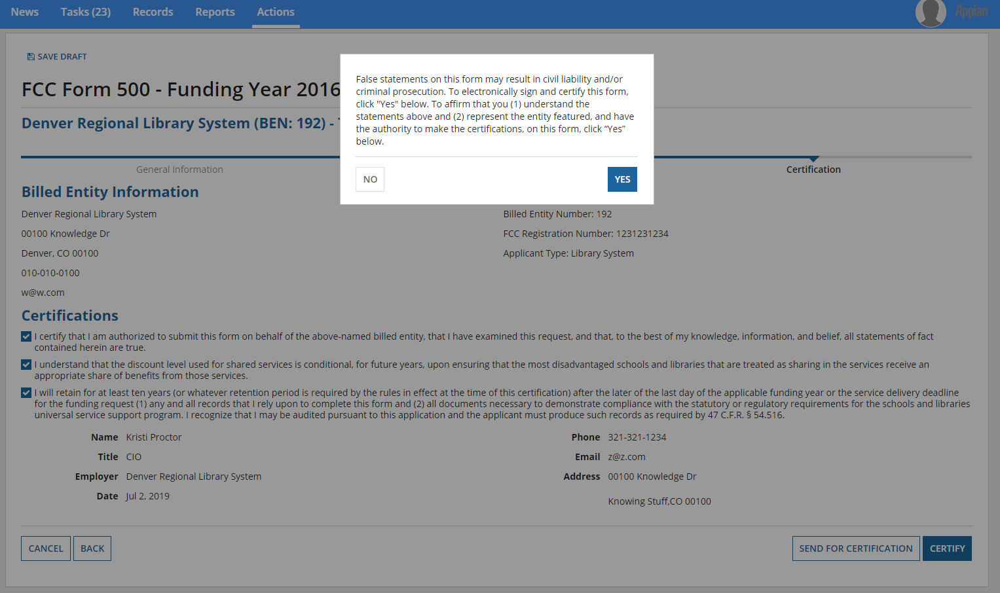 News Tasks (23) Records Reports Actions Appian
SAVE DRAFT
FCC Form 500 - Funding Year 2016
Denver Regional Library System (BEN: 192) -
False statements on this form may result in civil liability and/or
criminal prosecution. To electronically sign and certify this form,
click "Yes" below. To affirm that you (1) understand the
statements above and (2) represent the entity featured, and have
the authority to make the certifications, on this form, click “Yes”
below.
NO YES
General Information Certification
Billed Entity Information
Denver Regional Library System Billed Entity Number: 192
00100 Knowledge Dr FCC Registration Number: 1231231234
Denver, CO 00100 Applicant Type: Library System
010-010-0100
w@w.com
Certifications
I certify that I am authorized to submit this form on behalf of the above-named billed entity, that I have examined this request, and that, to the best of my knowledge, information, and belief, all statements of fact
contained herein are true.
I understand that the discount level used for shared services is conditional, for future years, upon ensuring that the most disadvantaged schools and libraries that are treated as sharing in the services receive an
appropriate share of benefits from those services.
I will retain for at least ten years (or whatever retention period is required by the rules in effect at the time of this certification) after the later of the last day of the applicable funding year or the service delivery deadline
for the funding request (1) any and all records that I rely upon to complete this form and (2) all documents necessary to demonstrate compliance with the statutory or regulatory requirements for the schools and libraries
universal service support program. I recognize that I may be audited pursuant to this application and the applicant must produce such records as required by 47 C.F.R. § 54.516.
Name Kristi Proctor Phone 321-321-1234
Title CIO Email z@z.com
Employer Denver Regional Library System Address 00100 Knowledge Dr
Date Jul 2, 2019
Knowing Stuff,CO 00100
CANCEL BACK SEND FOR CERTIFICATION CERTIFY